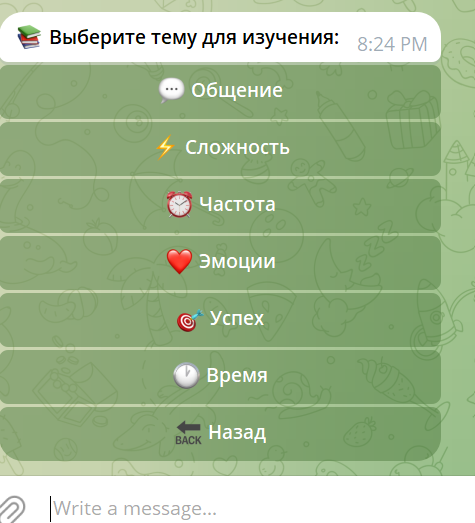 📚 Выберите тему для изучения:
8:24 PM
💬 Общение
⚡ Сложность
⏰ Частота
❤️ Эмоции
🎯 Успех
🕐 Время
🔙 Назад
Write a message...